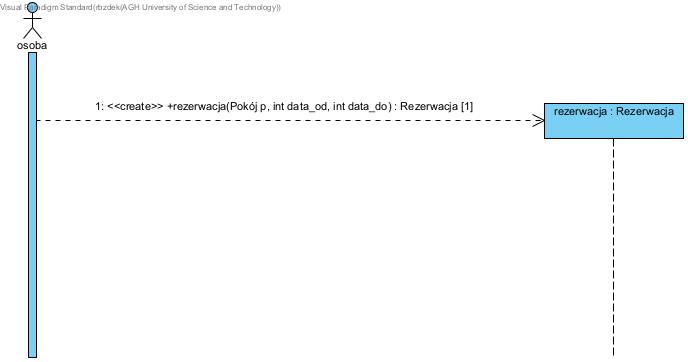 Visual Paradigm Standard(rbzdek(AGH University of Science and Technology))
osoba
1: <<create>> +rezerwacja(Pokój p, int data_od, int data_do) : Rezerwacja [1]
rezerwacja : Rezerwacja